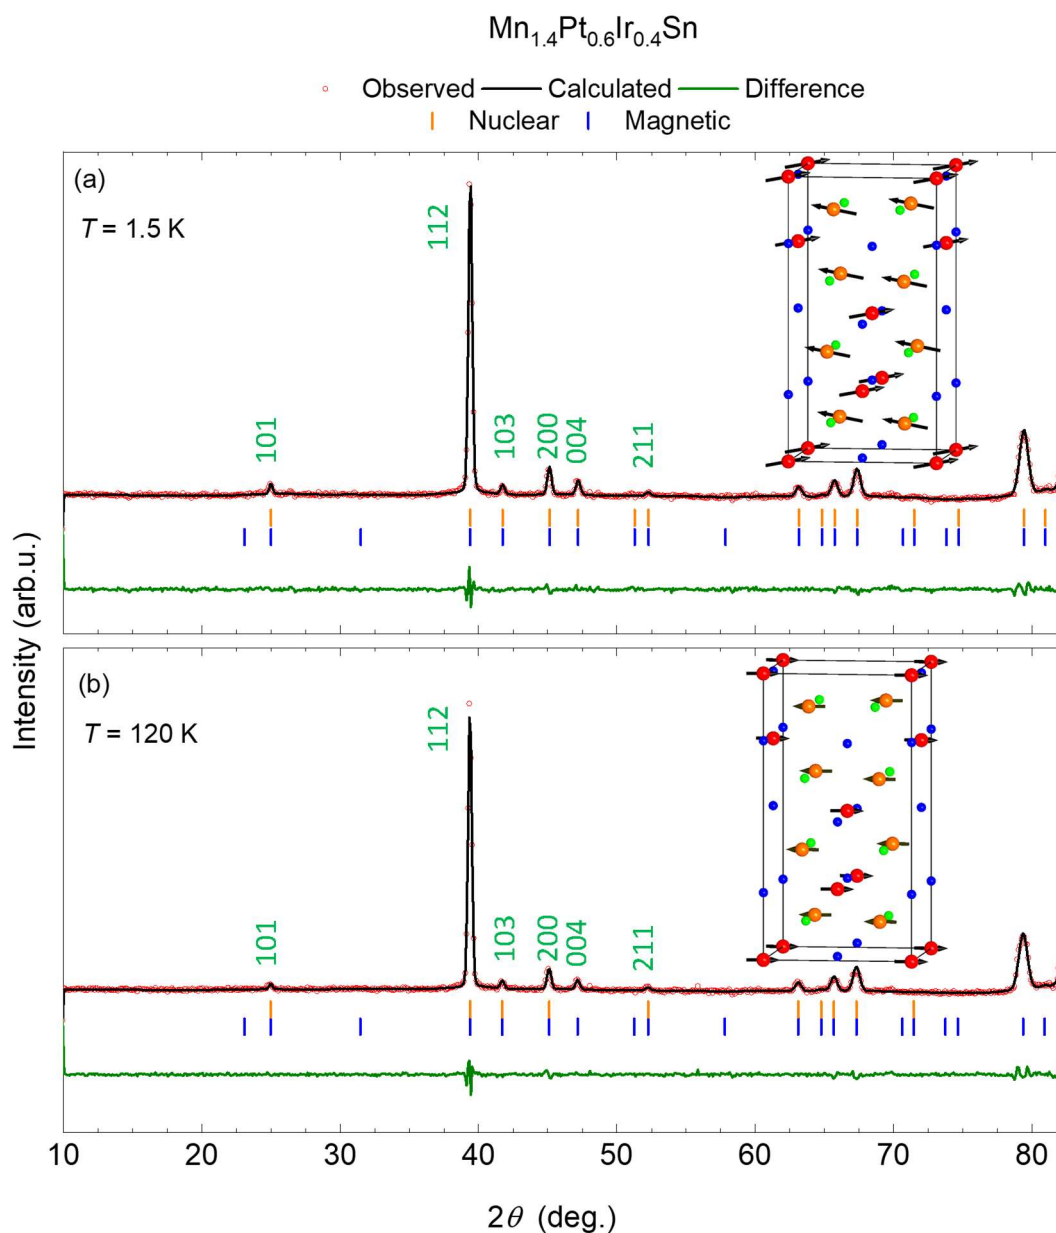 Mn₁.₄Pt₀.₆Ir₀.₄Sn
Observed Calculated Difference
Nuclear Magnetic
(a)
T = 1.5 K
112
101
103
200
004
211
(b)
T = 120 K
112
101
103
200
004
211
Intensity (arb.u.)
10 20 30 40 50 60 70 80
2θ (deg.)